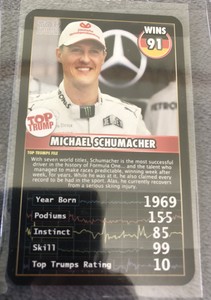 WINS
91
TOP
TRUMP
MICHAEL SCHUMACHER
TOP TRUMPS FILE
With seven world titles, Schumacher is the most successful
driver in the history of Formula One... and the talent who
managed to make races predictable, winning week after
week, for years. While he was at it, he also claimed every
record to be had in the sport. Alas, he currently recovers
from a serious skiing injury.
Year Born 1969
Podiums 155
Instinct 85
Skill 99
Top Trumps Rating 10